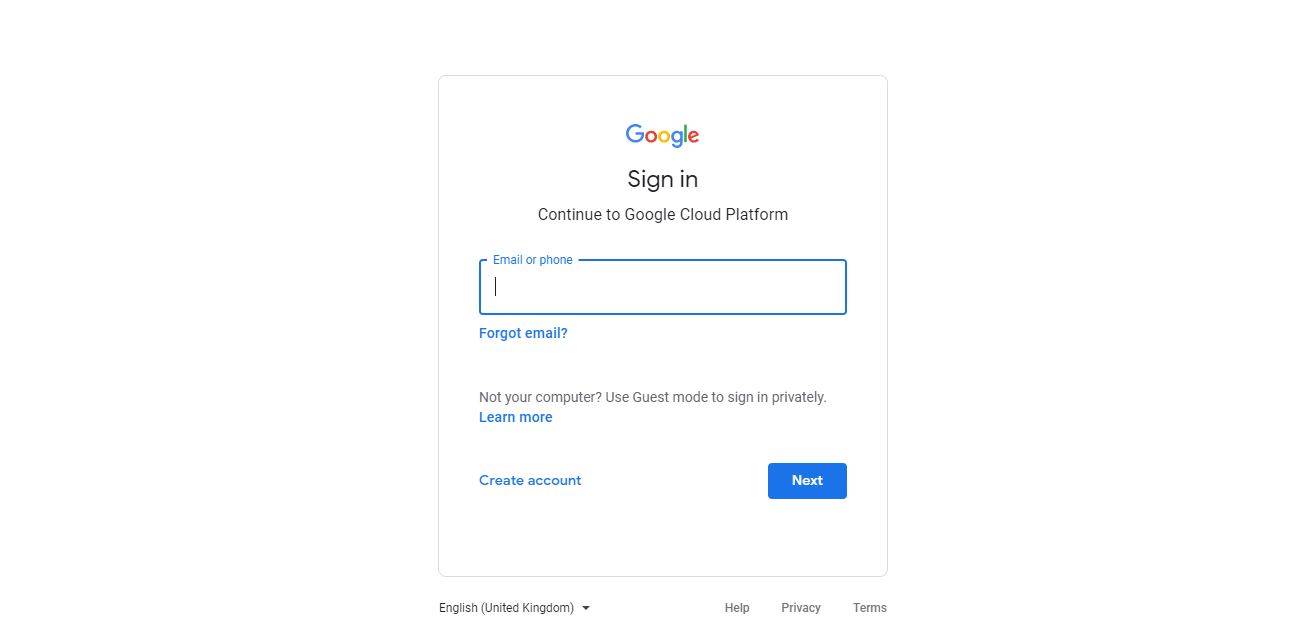 Google
Sign in
Continue to Google Cloud Platform
Email or phone
Forgot email?
Not your computer? Use Guest mode to sign in privately.
Learn more
Create account
Next
English (United Kingdom)
Help
Privacy
Terms